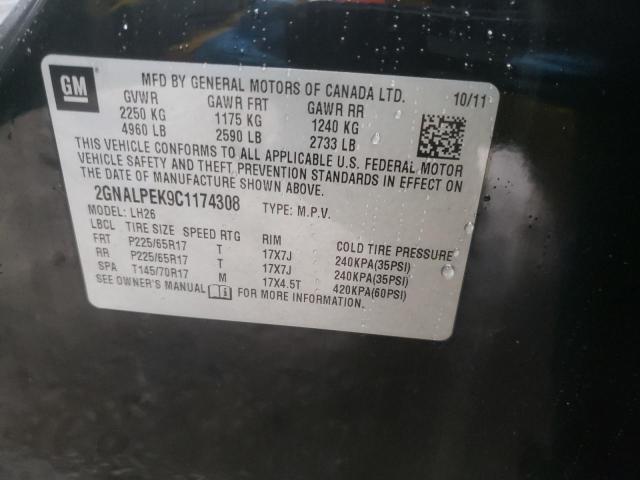 GM
MFD BY GENERAL MOTORS OF CANADA LTD.
GVWR GAWR FRT GAWR RR 10/11
2250 KG 1175 KG 1240 KG
4960 LB 2590 LB 2733 LB
THIS VEHICLE CONFORMS TO ALL APPLICABLE U.S. FEDERAL MOTOR
VEHICLE SAFETY AND THEFT PREVENTION STANDARDS IN EFFECT ON
THE DATE OF MANUFACTURE SHOWN ABOVE.
2GNALPEK9C1174308 TYPE: M.P.V.
MODEL: LH26
LBCL TIRE SIZE SPEED RTG RIM COLD TIRE PRESSURE
FRT P225/65R17 T 17X7J 240KPA(35PSI)
RR P225/65R17 T 17X7J 240KPA(35PSI)
SPA T145/70R17 M 17X4.5T 420KPA(60PSI)
SEE OWNER'S MANUAL FOR MORE INFORMATION.